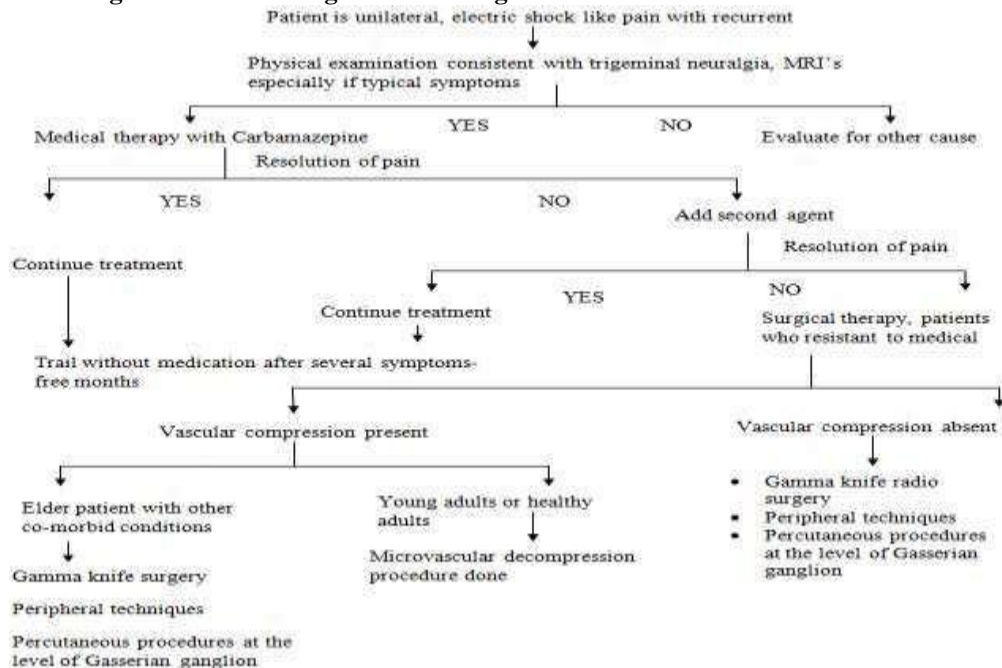 Patient is unilateral, electric shock like pain with recurrent
Physical examination consistent with trigeminal neuralgia, MRI's
especially if typical symptoms
YES
NO
Medical therapy with Carbamazepine
Evaluate for other cause
Resolution of pain
YES
NO
Add second agent
Resolution of pain
Continue treatment
YES
NO
Continue treatment
Surgical therapy, patients
who resistant to medical
Trail without medication after several symptoms-
free months
Vascular compression present
Vascular compression absent
Elder patient with other
co-morbid conditions
Young adults or healthy
adults
• Gamma knife radio
surgery
• Peripheral techniques
• Percutaneous procedures
at the level of Gasserian
ganglion
Microvascular decompression
procedure done
Gamma knife surgery
Peripheral techniques
Percutaneous procedures at the
level of Gasserian ganglion